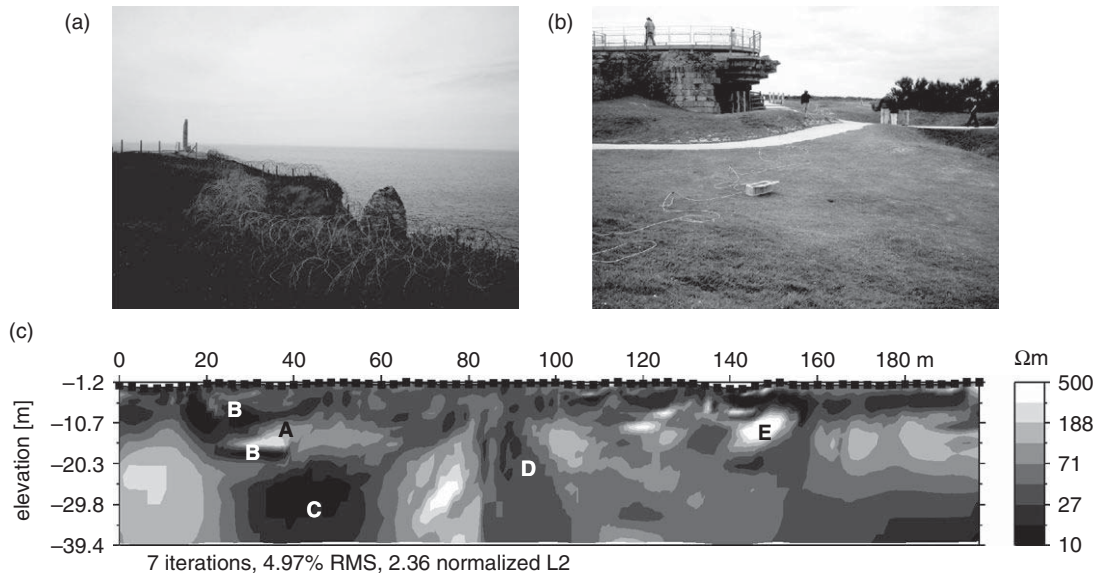 (a)
(b)
(c)
0 20 40 60 80 100 120 140 160 180 m
Ωm
elevation [m]
−1.2
−10.7
−20.3
−29.8
−39.4
B
A
B
C
D
E
500
188
71
27
10
7 iterations, 4.97% RMS, 2.36 normalized L2